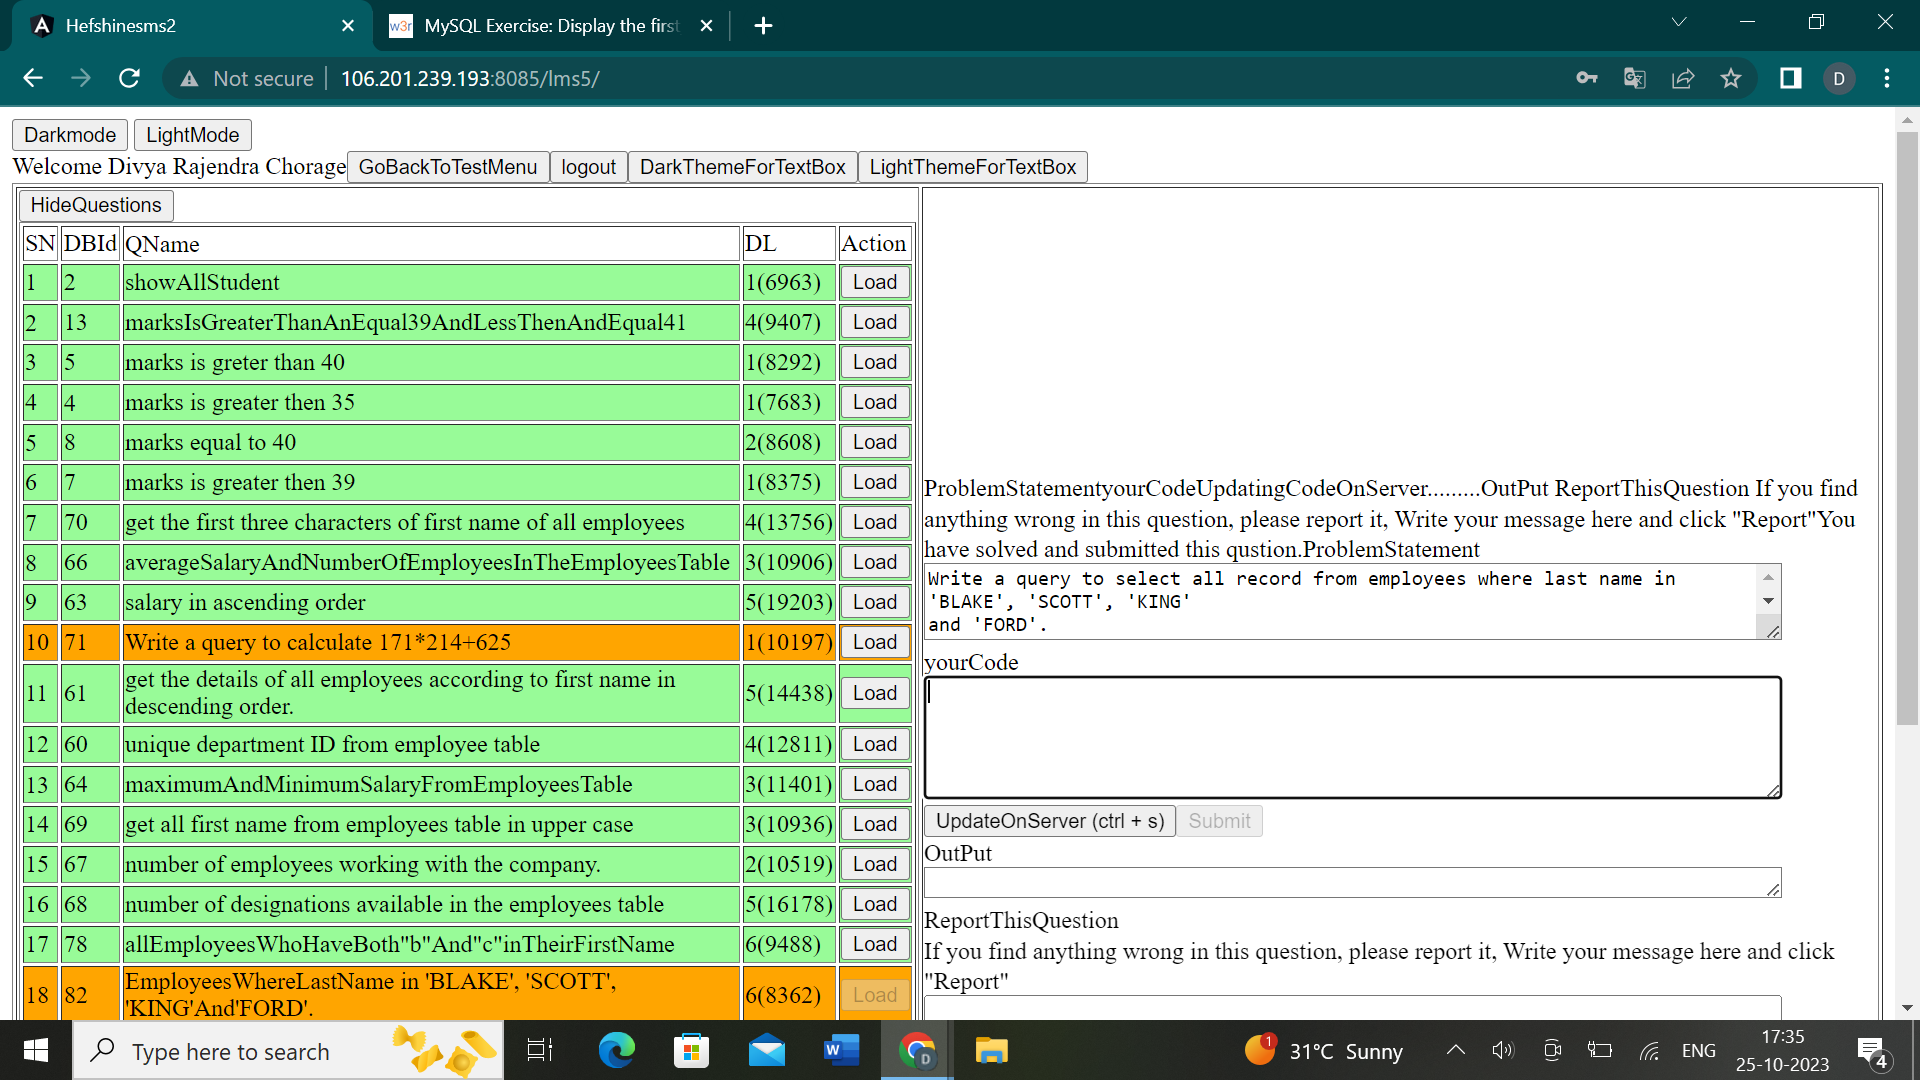 Hefshinesms2
w3r MySQL Exercise: Display the first
Not secure 106.201.239.193:8085/lms5/
D
Darkmode LightMode
Welcome Divya Rajendra Chorage GoBackToTestMenu logout DarkThemeForTextBox LightThemeForTextBox
HideQuestions
SN DBId QName DL Action
1 2 showAllStudent 1(6963) Load
2 13 marksIsGreaterThanAnEqual39AndLessThenAndEqual41 4(9407) Load
3 5 marks is greter than 40 1(8292) Load
4 4 marks is greater then 35 1(7683) Load
5 8 marks equal to 40 2(8608) Load
6 7 marks is greater then 39 1(8375) Load
7 70 get the first three characters of first name of all employees 4(13756) Load
8 66 averageSalaryAndNumberOfEmployeesInTheEmployeesTable 3(10906) Load
9 63 salary in ascending order 5(19203) Load
10 71 Write a query to calculate 171*214+625 1(10197) Load
11 61 get the details of all employees according to first name in
descending order. 5(14438) Load
12 60 unique department ID from employee table 4(12811) Load
13 64 maximumAndMinimumSalaryFromEmployeesTable 3(11401) Load
14 69 get all first name from employees table in upper case 3(10936) Load
15 67 number of employees working with the company. 2(10519) Load
16 68 number of designations available in the employees table 5(16178) Load
17 78 allEmployeesWhoHaveBoth"b"And"c"inTheirFirstName 6(9488) Load
18 82 EmployeesWhereLastName in 'BLAKE', 'SCOTT',
'KING'And'FORD'. 6(8362) Load
ProblemStatementyourCodeUpdatingCodeOnServer.........OutPut ReportThisQuestion If you find
anything wrong in this question, please report it, Write your message here and click "Report"You
have solved and submitted this qustion.ProblemStatement
Write a query to select all record from employees where last name in
'BLAKE', 'SCOTT', 'KING'
and 'FORD'.
yourCode
UpdateOnServer (ctrl + s) Submit
OutPut
ReportThisQuestion
If you find anything wrong in this question, please report it, Write your message here and click
"Report"
Type here to search
W
D
1
31°C Sunny
ENG
17:35
25-10-2023
4